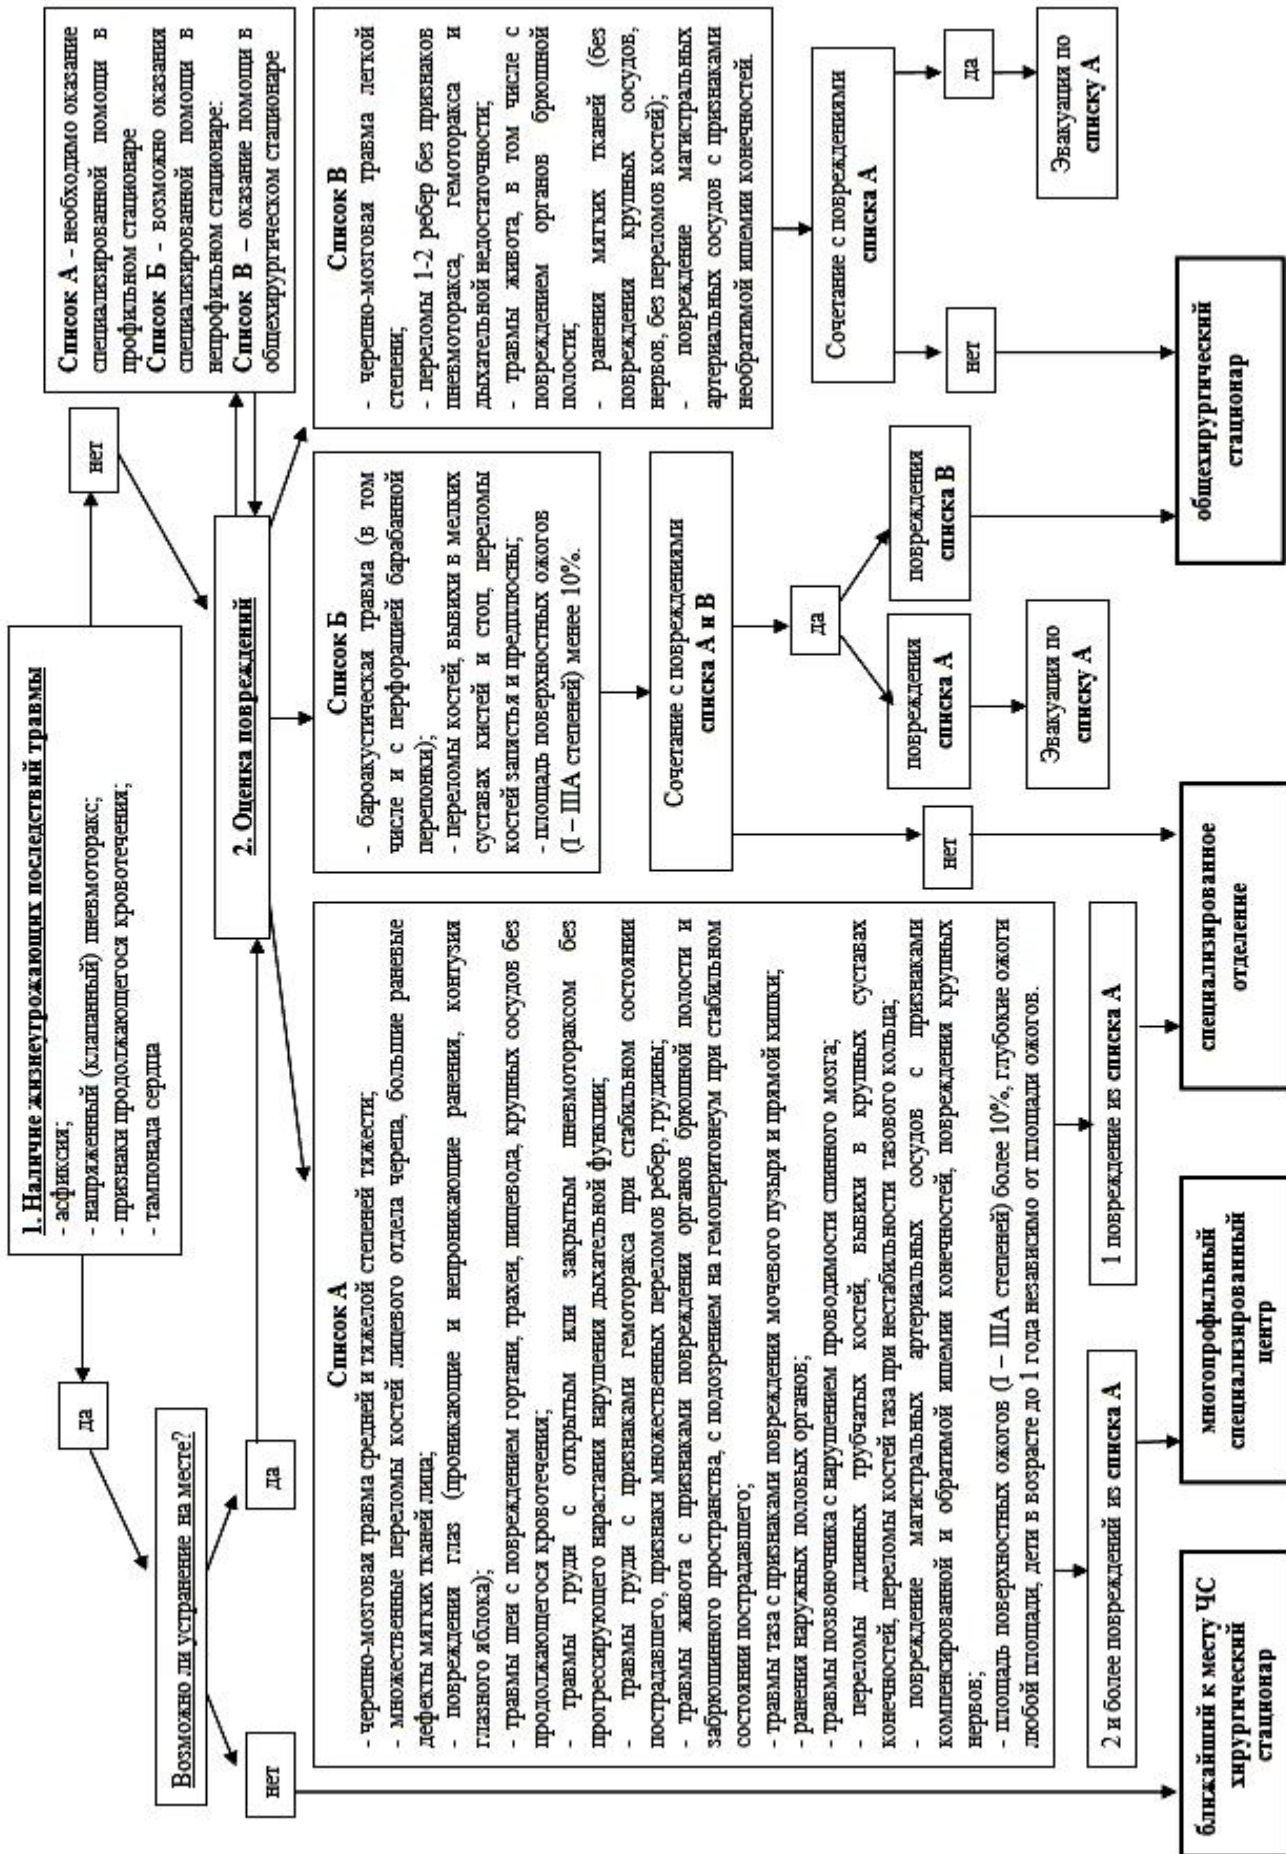 1. Наличие жизнеугрожающих последствий травмы
- асфиксия;
- напряженный (клапанный) пневмоторакс;
- признаки продолжающегося кровотечения;
- тампонада сердца
да
нет
Возможно ли устранение на месте?
нет
да
2. Оценка повреждений
Список А - необходимо оказание
специализированной помощи в
профильном стационаре
Список Б - возможно оказания
специализированной помощи в
непрофильном стационаре:
Список В – оказание помощи в
общехирургическом стационаре
Список А
- черепно-мозговая травма средней и тяжелой степеней тяжести;
- множественные переломы костей лицевого отдела черепа, большие раневые
дефекты мягких тканей лица;
- повреждения глаз (проникающие и непроникающие ранения, контузия
глазного яблока);
- травмы шеи с повреждением гортани, трахеи, пищевода, крупных сосудов без
продолжающегося кровотечения;
- травмы груди с открытым или закрытым пневмотораксом без
прогрессирующего нарастания нарушения дыхательной функции;
- травмы груди с признаками гемоторакса при стабильном состоянии
пострадавшего, признаки множественных переломов ребер, грудины;
- травмы живота с признаками повреждения органов брюшной полости и
забрюшинного пространства, с подозрением на гемоперитонеум при стабильном
состоянии пострадавшего;
- травмы таза с признаками повреждения мочевого пузыря и прямой кишки;
- ранения наружных половых органов;
- травмы позвоночника с нарушением проводимости спинного мозга;
- переломы длинных трубчатых костей, вывихи в крупных суставах
конечностей, переломы костей таза при нестабильности тазового кольца;
- повреждение магистральных артериальных сосудов с признаками
компенсированной и обратимой ишемии конечностей, повреждения крупных
нервов;
- площадь поверхностных ожогов (I – IIIА степеней) более 10%, глубокие ожоги
любой площади, дети в возрасте до 1 года независимо от площади ожогов.
2 и более повреждений из списка А
1 повреждение из списка А
Список Б
- бароакустическая травма (в том
числе и с перфорацией барабанной
перепонки);
- переломы костей, вывихи в мелких
суставах кистей и стоп, переломы
костей запястья и предплюсны;
- площадь поверхностных ожогов
(I – IIIА степеней) менее 10%.
Сочетание с повреждениями
списка А и В
нет
да
повреждения
списка А
повреждения
списка В
Эвакуация по
списку А
Список В
- черепно-мозговая травма легкой
степени;
- переломы 1-2 ребер без признаков
пневмоторакса, гемоторакса и
дыхательной недостаточности;
- травмы живота, в том числе с
повреждением органов брюшной
полости;
- ранения мягких тканей (без
повреждения крупных сосудов,
нервов, без переломов костей);
- повреждение магистральных
артериальных сосудов с признаками
необратимой ишемии конечностей.
Сочетание с повреждениями
списка А
нет
да
Эвакуация по
списку А
ближайший к месту ЧС
хирургический
стационар
многопрофильный
специализированный
центр
специализированное
отделение
общехирургический
стационар